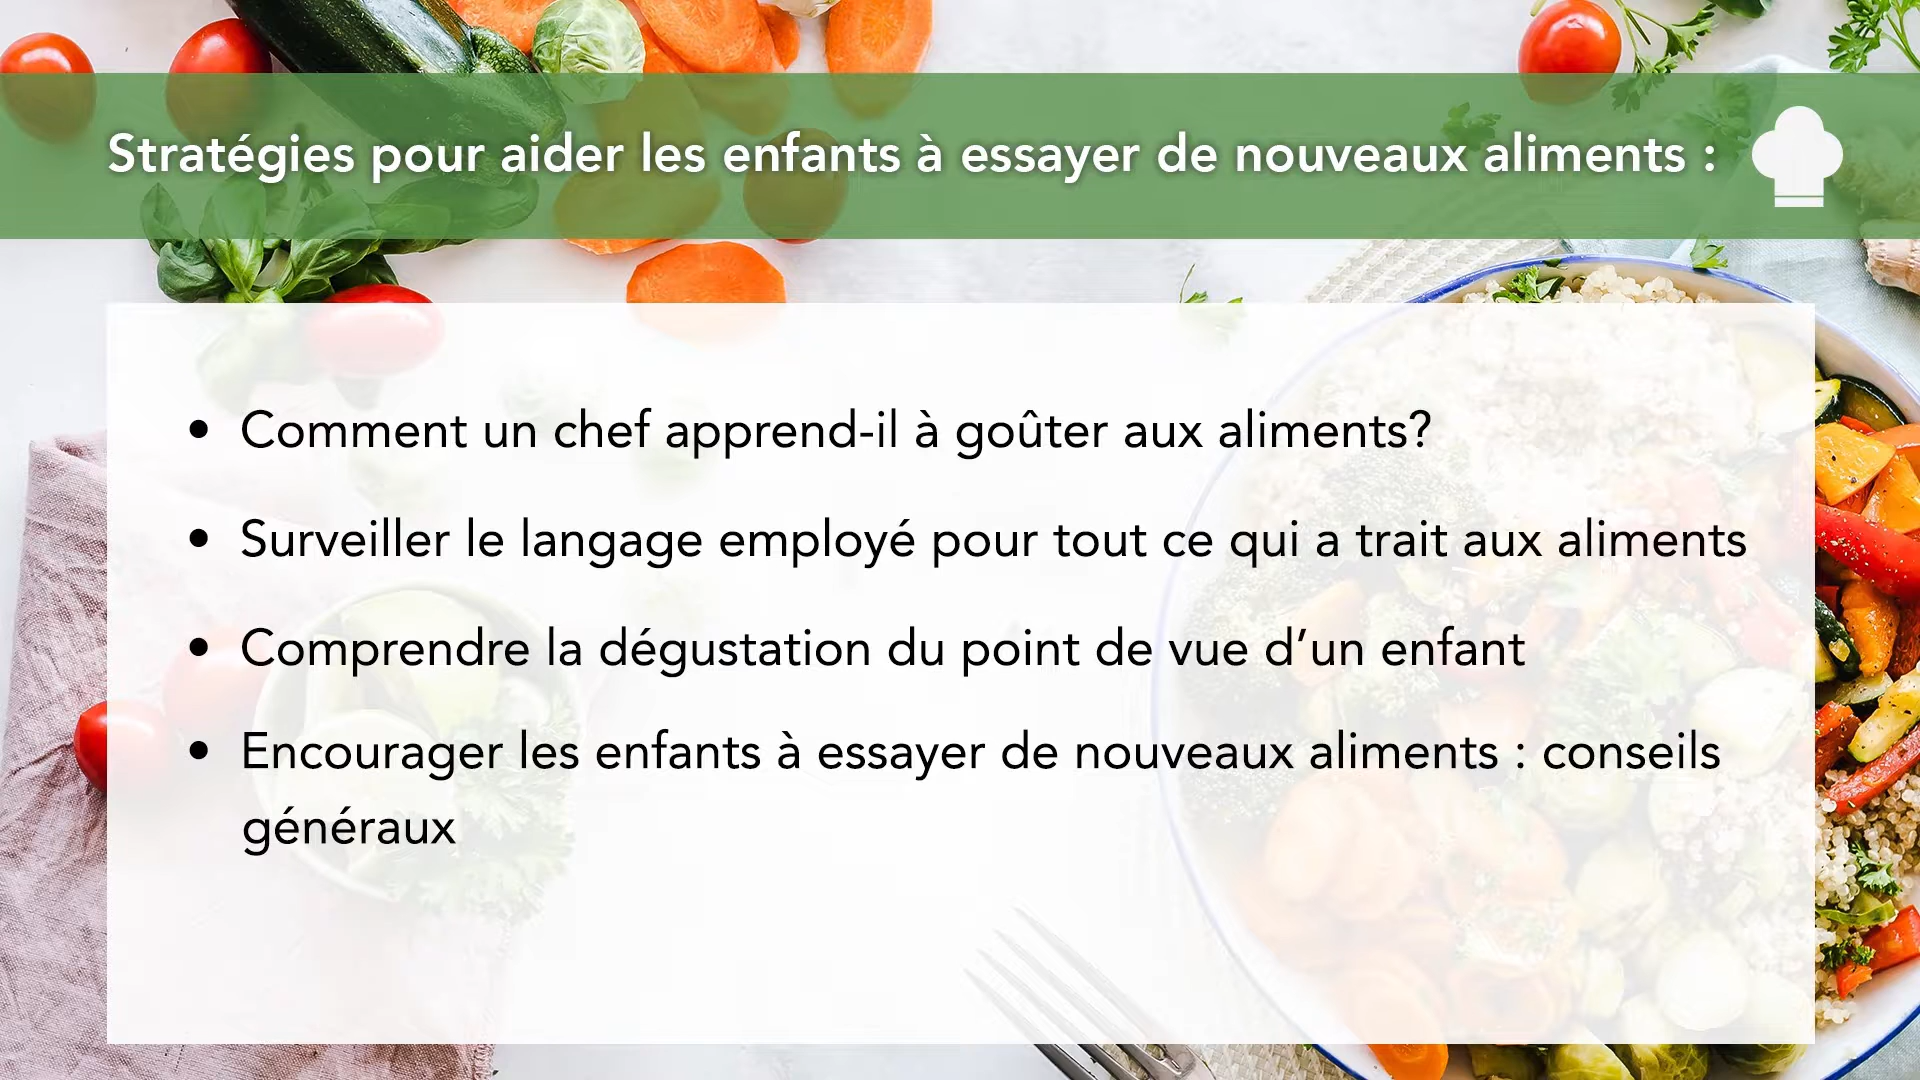 Stratégies pour aider les enfants à essayer de nouveaux aliments :
• Comment un chef apprend-il à goûter aux aliments?
• Surveiller le langage employé pour tout ce qui a trait aux aliments
• Comprendre la dégustation du point de vue d’un enfant
• Encourager les enfants à essayer de nouveaux aliments : conseils
généraux